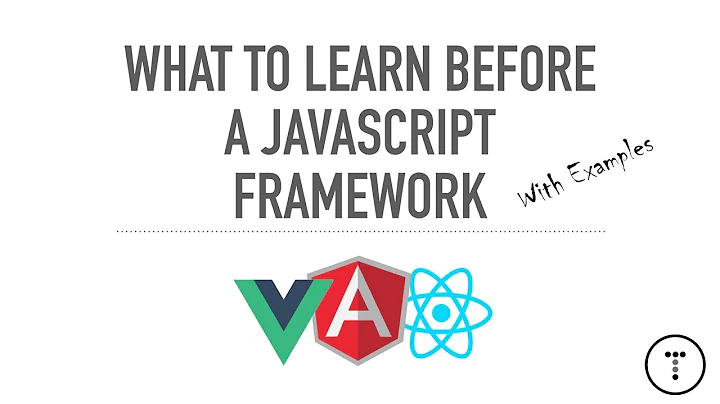 WHAT TO LEARN BEFORE
A JAVASCRIPT
FRAMEWORK
With Examples
A
T